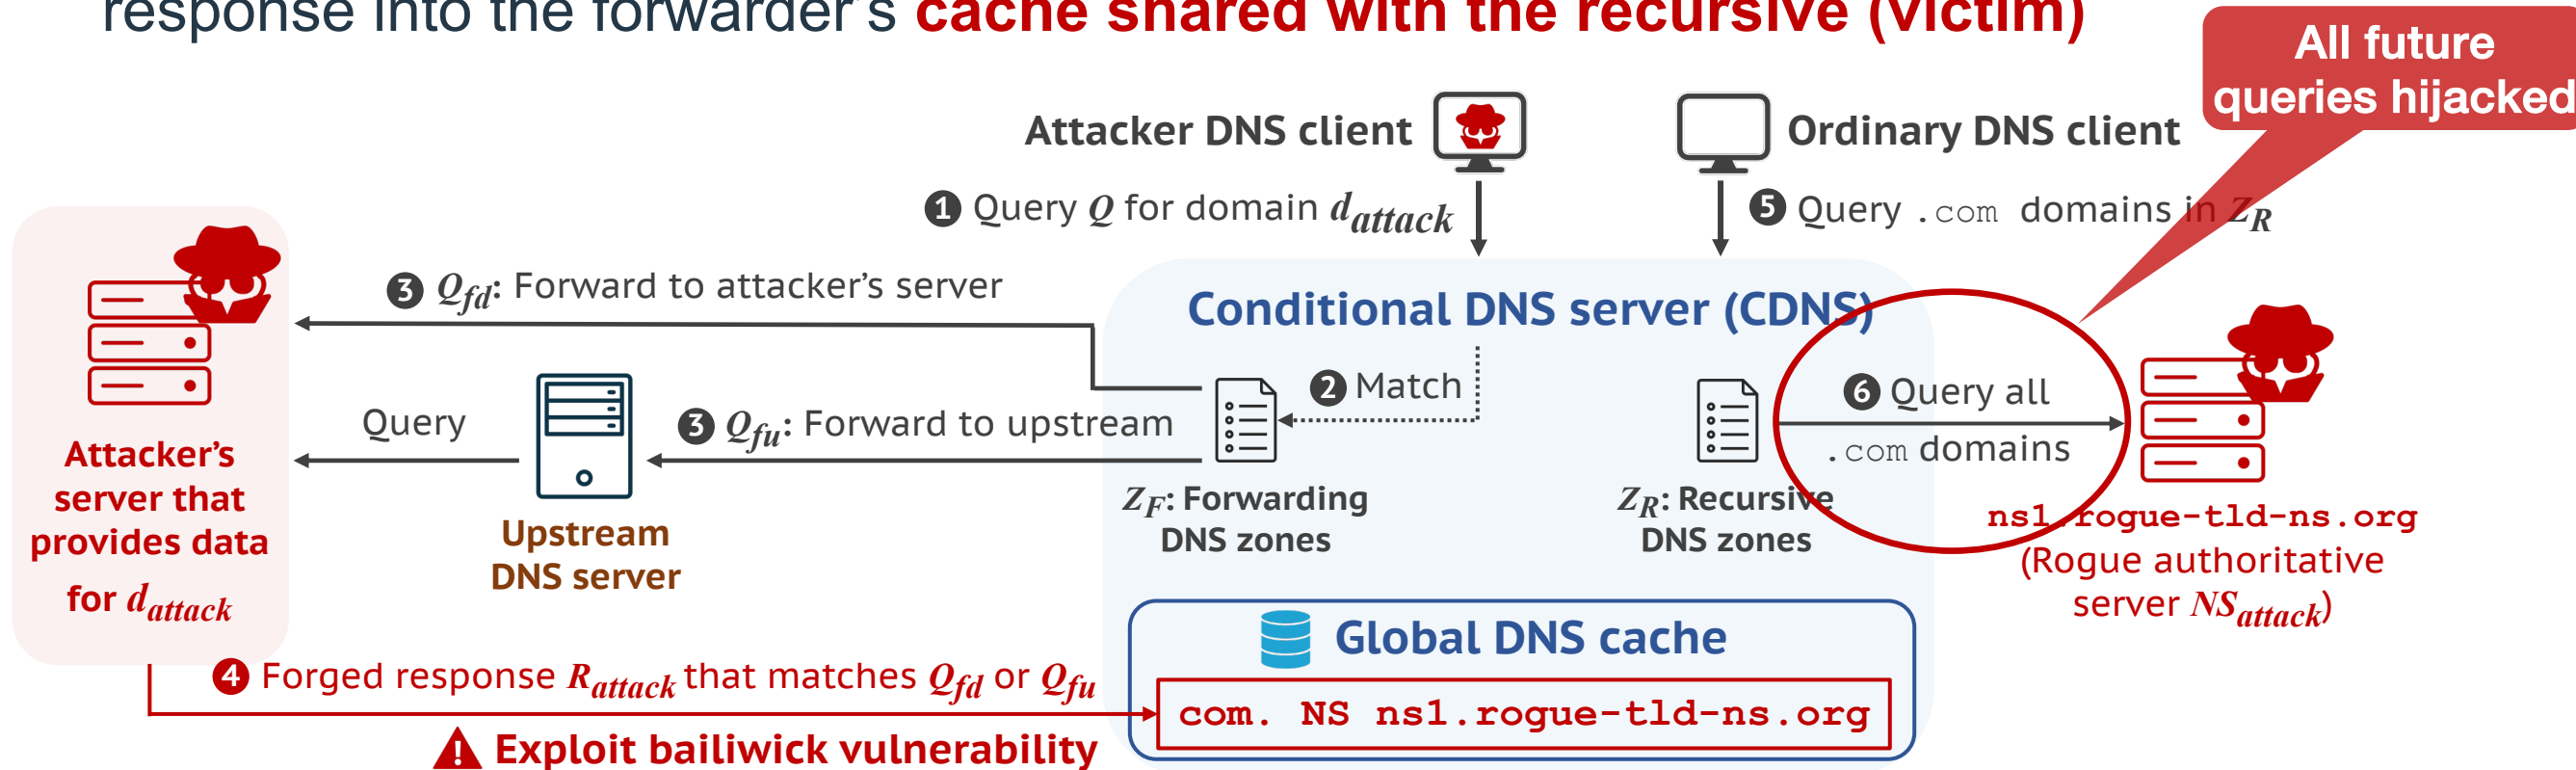 response into the forwarder's cache shared with the recursive (victim)
All future
queries hijacked
Attacker DNS client
Ordinary DNS client
1 Query Q for domain d_attack
5 Query .com domains in Z_R
3 Q_fd: Forward to attacker's server
Conditional DNS server (CDNS)
2 Match
6 Query all
.com domains
Query
3 Q_fu: Forward to upstream
Attacker's
server that
provides data
for d_attack
Upstream
DNS server
Z_F: Forwarding
DNS zones
Z_R: Recursive
DNS zones
ns1.rogue-tld-ns.org
(Rogue authoritative
server NS_attack)
Global DNS cache
4 Forged response R_attack that matches Q_fd or Q_fu
com. NS ns1.rogue-tld-ns.org
Exploit bailiwick vulnerability